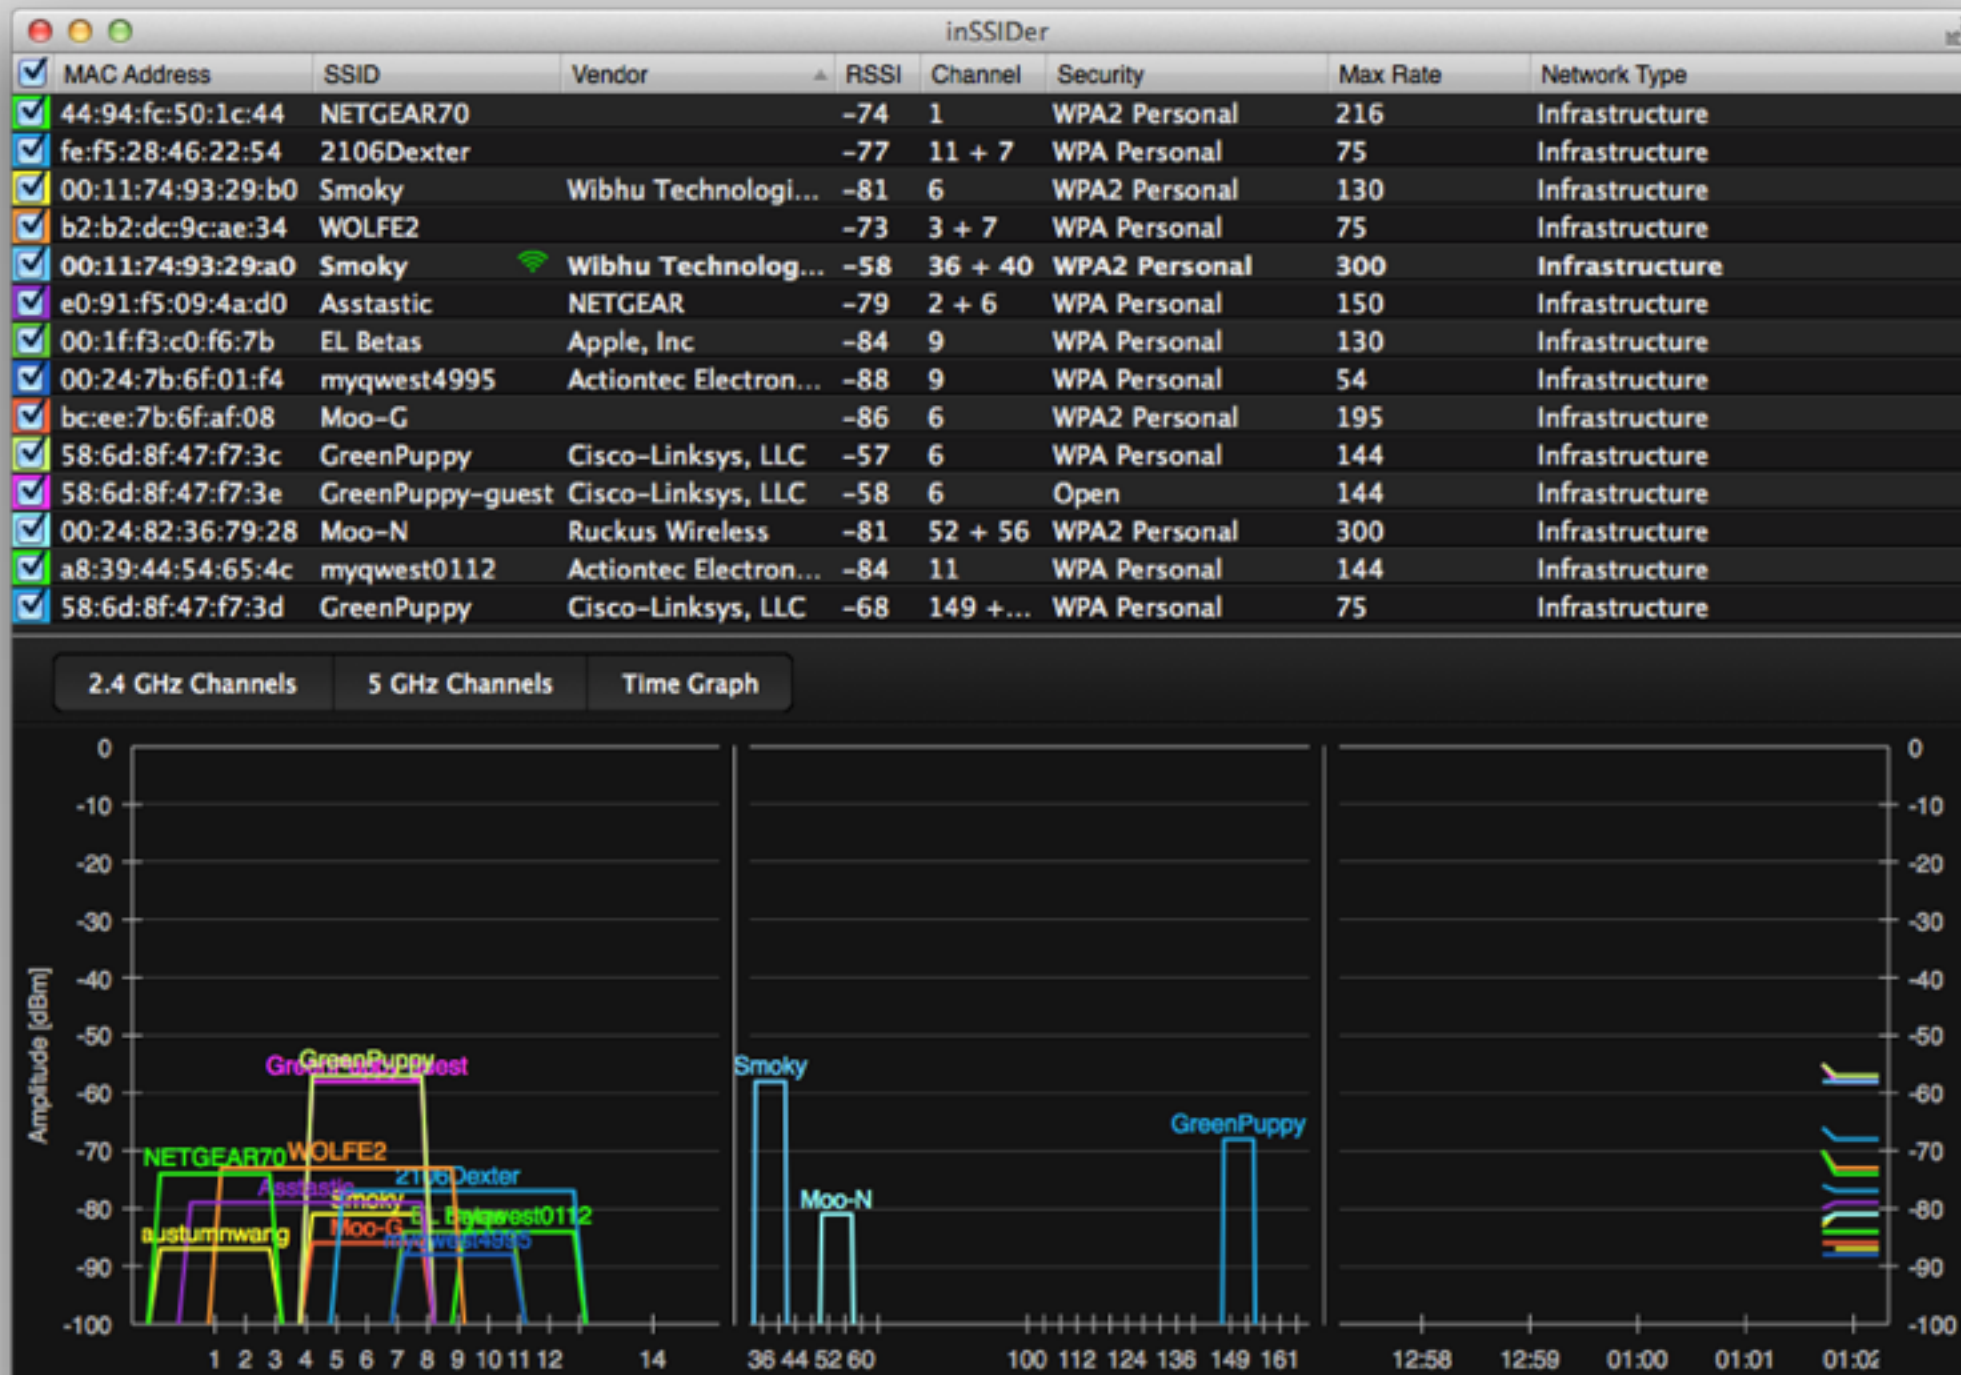 inSSIDer
MAC Address SSID Vendor RSSI Channel Security Max Rate Network Type
44:94:fc:50:1c:44 NETGEAR70 -74 1 WPA2 Personal 216 Infrastructure
fe:f5:28:46:22:54 2106Dexter -77 11 + 7 WPA Personal 75 Infrastructure
00:11:74:93:29:b0 Smoky Wibhu Technologi... -81 6 WPA2 Personal 130 Infrastructure
b2:b2:dc:9c:ae:34 WOLFE2 -73 3 + 7 WPA Personal 75 Infrastructure
00:11:74:93:29:a0 Smoky Wibhu Technolog... -58 36 + 40 WPA2 Personal 300 Infrastructure
e0:91:f5:09:4a:d0 Asstastic NETGEAR -79 2 + 6 WPA Personal 150 Infrastructure
00:1f:f3:c0:f6:7b EL Betas Apple, Inc -84 9 WPA Personal 130 Infrastructure
00:24:7b:6f:01:f4 myqwest4995 Actiontec Electron... -88 9 WPA Personal 54 Infrastructure
bc:ee:7b:6f:af:08 Moo-G -86 6 WPA2 Personal 195 Infrastructure
58:6d:8f:47:f7:3c GreenPuppy Cisco-Linksys, LLC -57 6 WPA Personal 144 Infrastructure
58:6d:8f:47:f7:3e GreenPuppy-guest Cisco-Linksys, LLC -58 6 Open 144 Infrastructure
00:24:82:36:79:28 Moo-N Ruckus Wireless -81 52 + 56 WPA2 Personal 300 Infrastructure
a8:39:44:54:65:4c myqwest0112 Actiontec Electron... -84 11 WPA Personal 144 Infrastructure
58:6d:8f:47:f7:3d GreenPuppy Cisco-Linksys, LLC -68 149 +... WPA Personal 75 Infrastructure
2.4 GHz Channels 5 GHz Channels Time Graph
0 0
-10 -10
-20 -20
-30 -30
-40 -40
Amplitude [dBm]
-50 -50
GreenPuppy
Smoky
-60 -60
GreenPuppy
-70 -70
NETGEAR70 WOLFE2
2106Dexter
Asstastic
Smoky Moo-N
-80 -80
EL Betas myqwest0112
Moo-G
austumnwang
myqwest4995
-90 -90
-100 -100
1 2 3 4 5 6 7 8 9 10 11 12 14 36 44 52 60 100 112 124 136 149 161 12:58 12:59 01:00 01:01 01:02